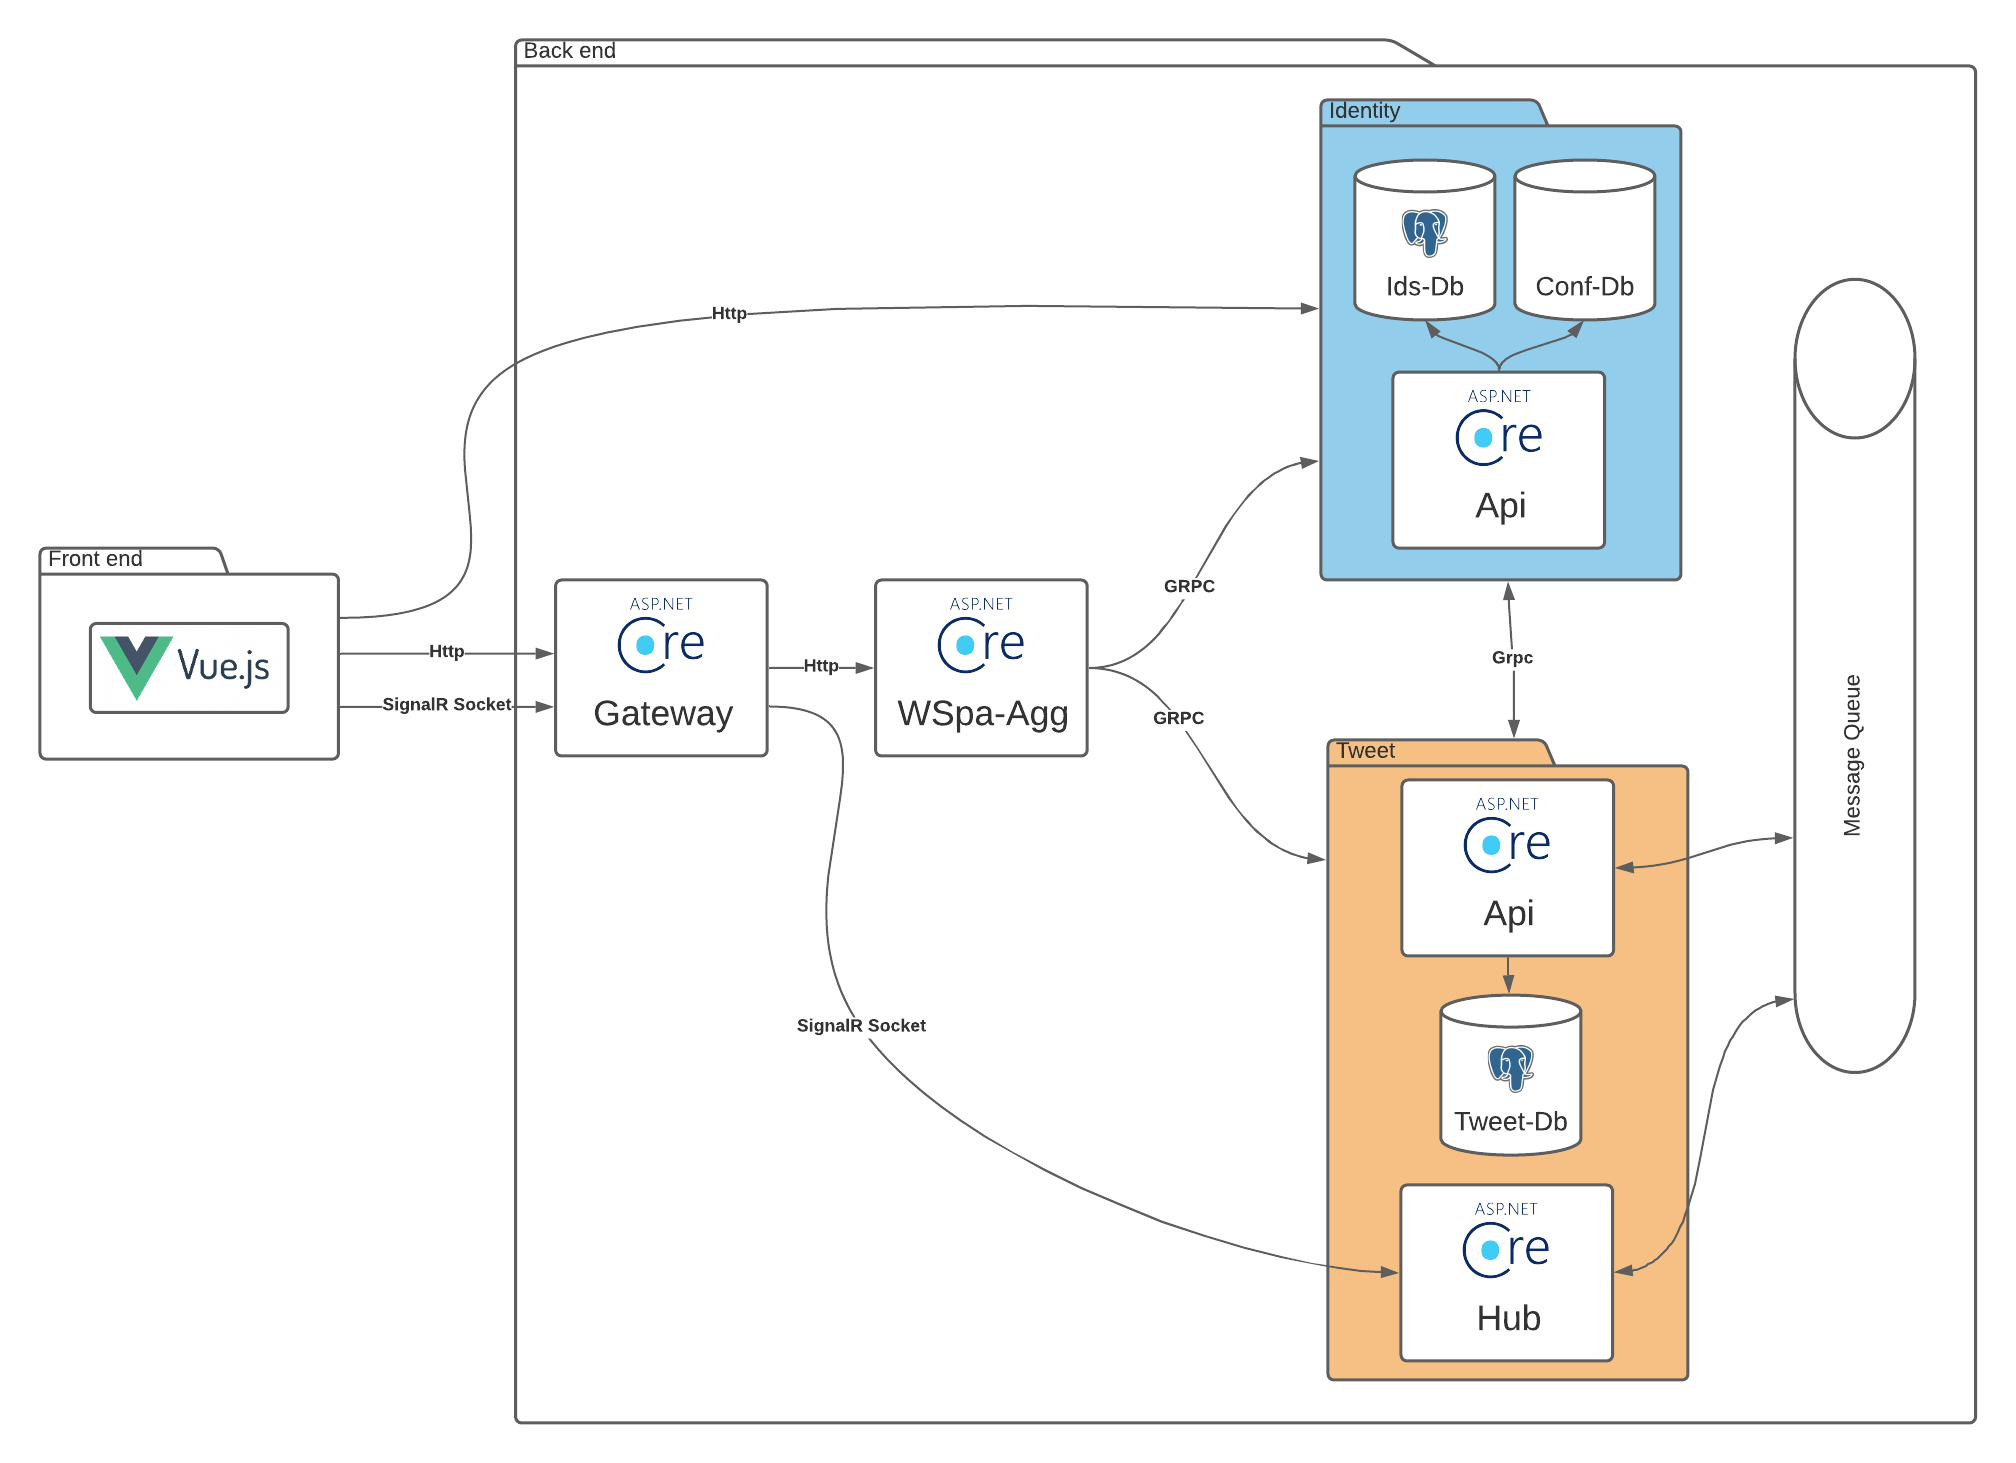 Back end
Identity
Ids-Db
Conf-Db
ASP.NET
Core
Api
Http
Front end
Vue.js
Http
SignalR Socket
ASP.NET
Core
Gateway
Http
ASP.NET
Core
WSpa-Agg
GRPC
GRPC
Grpc
Tweet
ASP.NET
Core
Api
Tweet-Db
SignalR Socket
ASP.NET
Core
Hub
Message Queue